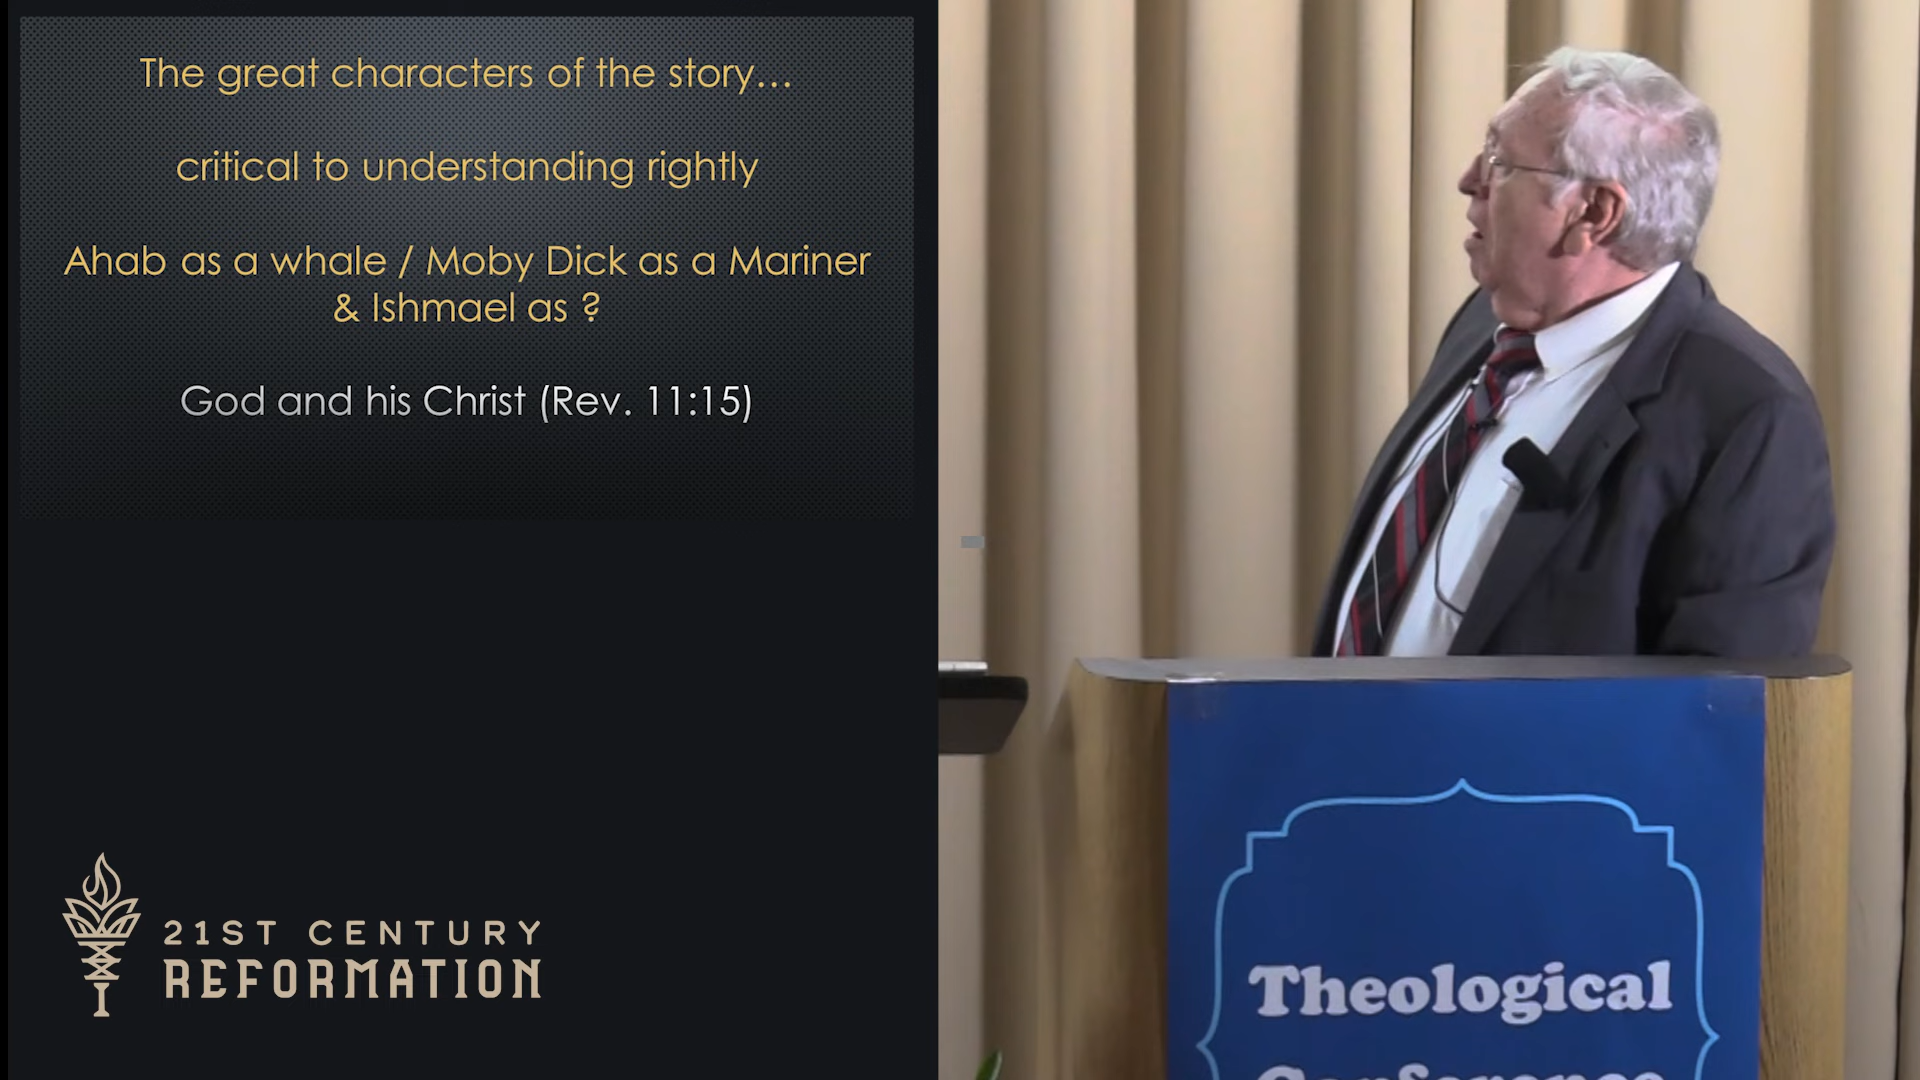 The great characters of the story…
critical to understanding rightly
Ahab as a whale / Moby Dick as a Mariner
& Ishmael as ?
God and his Christ (Rev. 11:15)
21ST CENTURY
REFORMATION
Theological
Conference